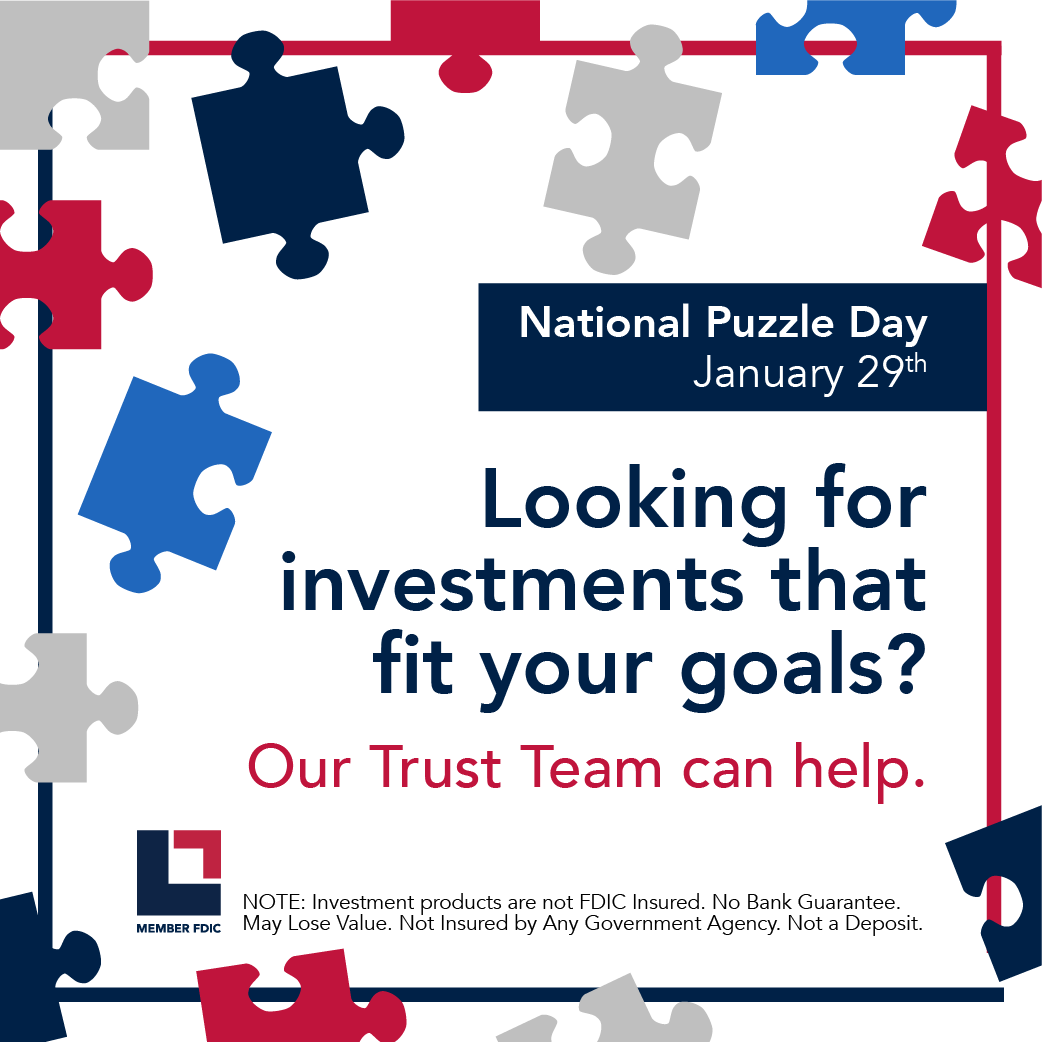 National Puzzle Day
January 29th
Looking for
investments that
fit your goals?
Our Trust Team can help.
MEMBER FDIC
NOTE: Investment products are not FDIC Insured. No Bank Guarantee.
May Lose Value. Not Insured by Any Government Agency. Not a Deposit.